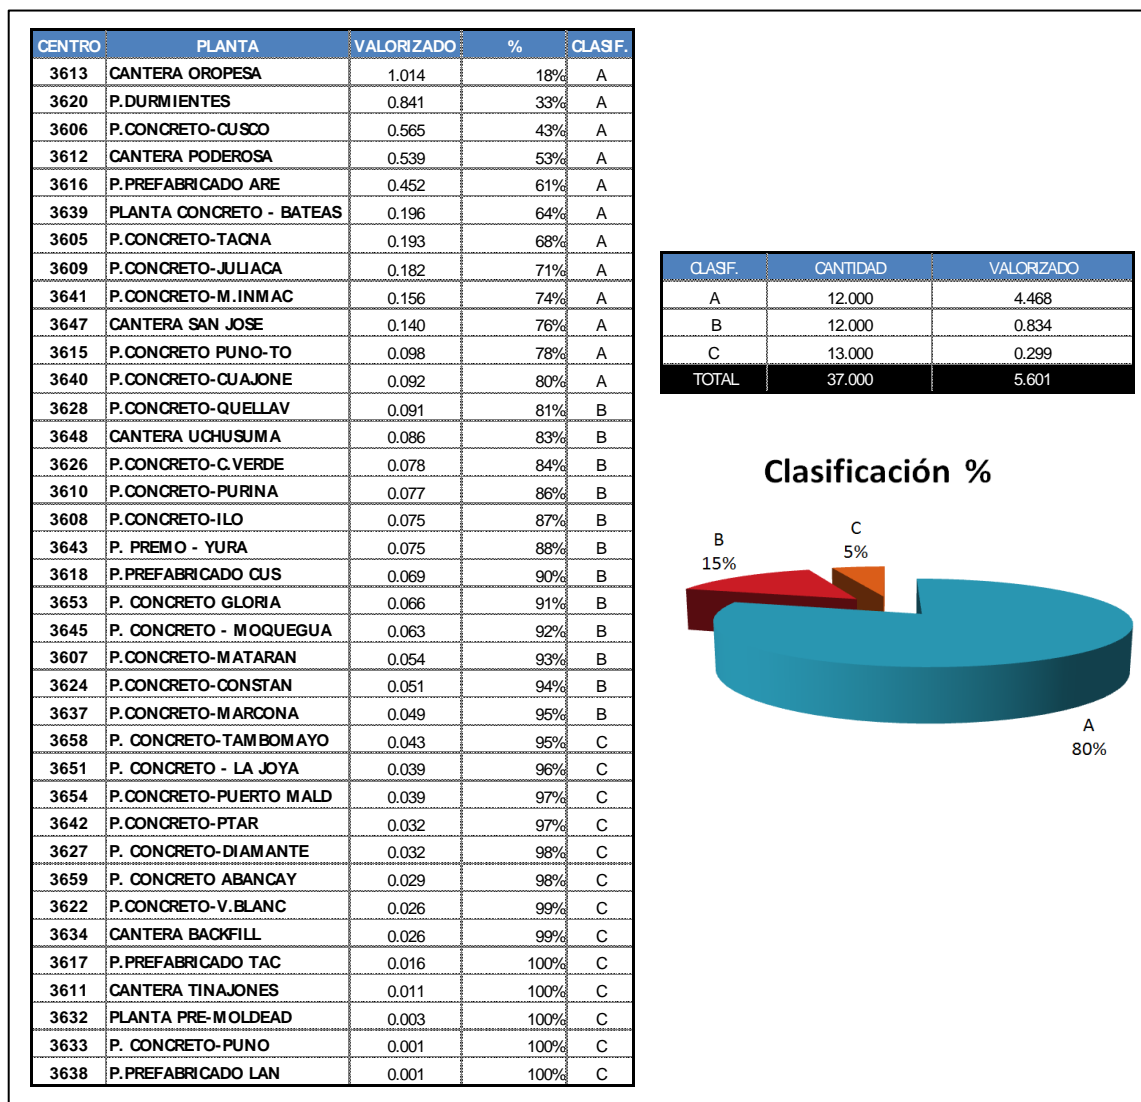 CENTRO PLANTA VALORIZADO % CLASIF.
3613 CANTERA OROPESA 1.014 18% A
3620 P.DURMIENTES 0.841 33% A
3606 P.CONCRETO-CUSCO 0.565 43% A
3612 CANTERA PODEROSA 0.539 53% A
3616 P.PREFABRICADO ARE 0.452 61% A
3639 PLANTA CONCRETO - BATEAS 0.196 64% A
3605 P.CONCRETO-TACNA 0.193 68% A
3609 P.CONCRETO-JULIACA 0.182 71% A
3641 P.CONCRETO-M.INMAC 0.156 74% A
3647 CANTERA SAN JOSE 0.140 76% A
3615 P.CONCRETO PUNO-TO 0.098 78% A
3640 P.CONCRETO-CUAJONE 0.092 80% A
3628 P.CONCRETO-QUELLAV 0.091 81% B
3648 CANTERA UCHUSUMA 0.086 83% B
3626 P.CONCRETO-C.VERDE 0.078 84% B
3610 P.CONCRETO-PURINA 0.077 86% B
3608 P.CONCRETO-ILO 0.075 87% B
3643 P. PREMO - YURA 0.075 88% B
3618 P.PREFABRICADO CUS 0.069 90% B
3653 P. CONCRETO GLORIA 0.066 91% B
3645 P. CONCRETO - MOQUEGUA 0.063 92% B
3607 P.CONCRETO-MATARAN 0.054 93% B
3624 P.CONCRETO-CONSTAN 0.051 94% B
3637 P.CONCRETO-MARCONA 0.049 95% B
3658 P. CONCRETO-TAMBOMAYO 0.043 95% C
3651 P. CONCRETO - LA JOYA 0.039 96% C
3654 P.CONCRETO-PUERTO MALD 0.039 97% C
3642 P.CONCRETO-PTAR 0.032 97% C
3627 P. CONCRETO-DIAMANTE 0.032 98% C
3659 P. CONCRETO ABANCAY 0.029 98% C
3622 P.CONCRETO-V.BLANC 0.026 99% C
3634 CANTERA BACKFILL 0.026 99% C
3617 P.PREFABRICADO TAC 0.016 100% C
3611 CANTERA TINAJONES 0.011 100% C
3632 PLANTA PRE-MOLDEAD 0.003 100% C
3633 P. CONCRETO-PUNO 0.001 100% C
3638 P.PREFABRICADO LAN 0.001 100% C
CLASIF. CANTIDAD VALORIZADO
A 12.000 4.468
B 12.000 0.834
C 13.000 0.299
TOTAL 37.000 5.601
Clasificación %
B
15%
C
5%
A
80%